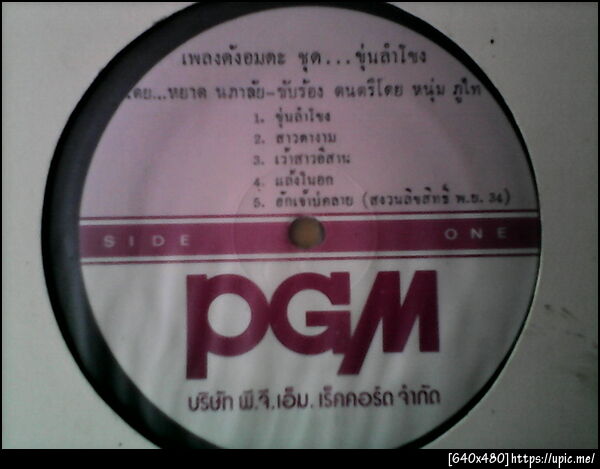 เพลงดังอมตะ ชุด...ขุ่นลำโขง
โดย...หยาด นภาลัย-ขับร้อง ดนตรีโดย หนุ่ม ภูไท
1. ขุ่นลำโขง
2. สาวตางาม
3. เว้าสาวอีสาน
4. แล้งในอก
5. ฮักเจ้าบ่คลาย (สงวนลิขสิทธิ์ พ.ย. 34)
SIDE ONE
PGM
บริษัท พี.จี.เอ็ม. เร็คคอร์ด จำกัด
[640x480]https://upic.me/